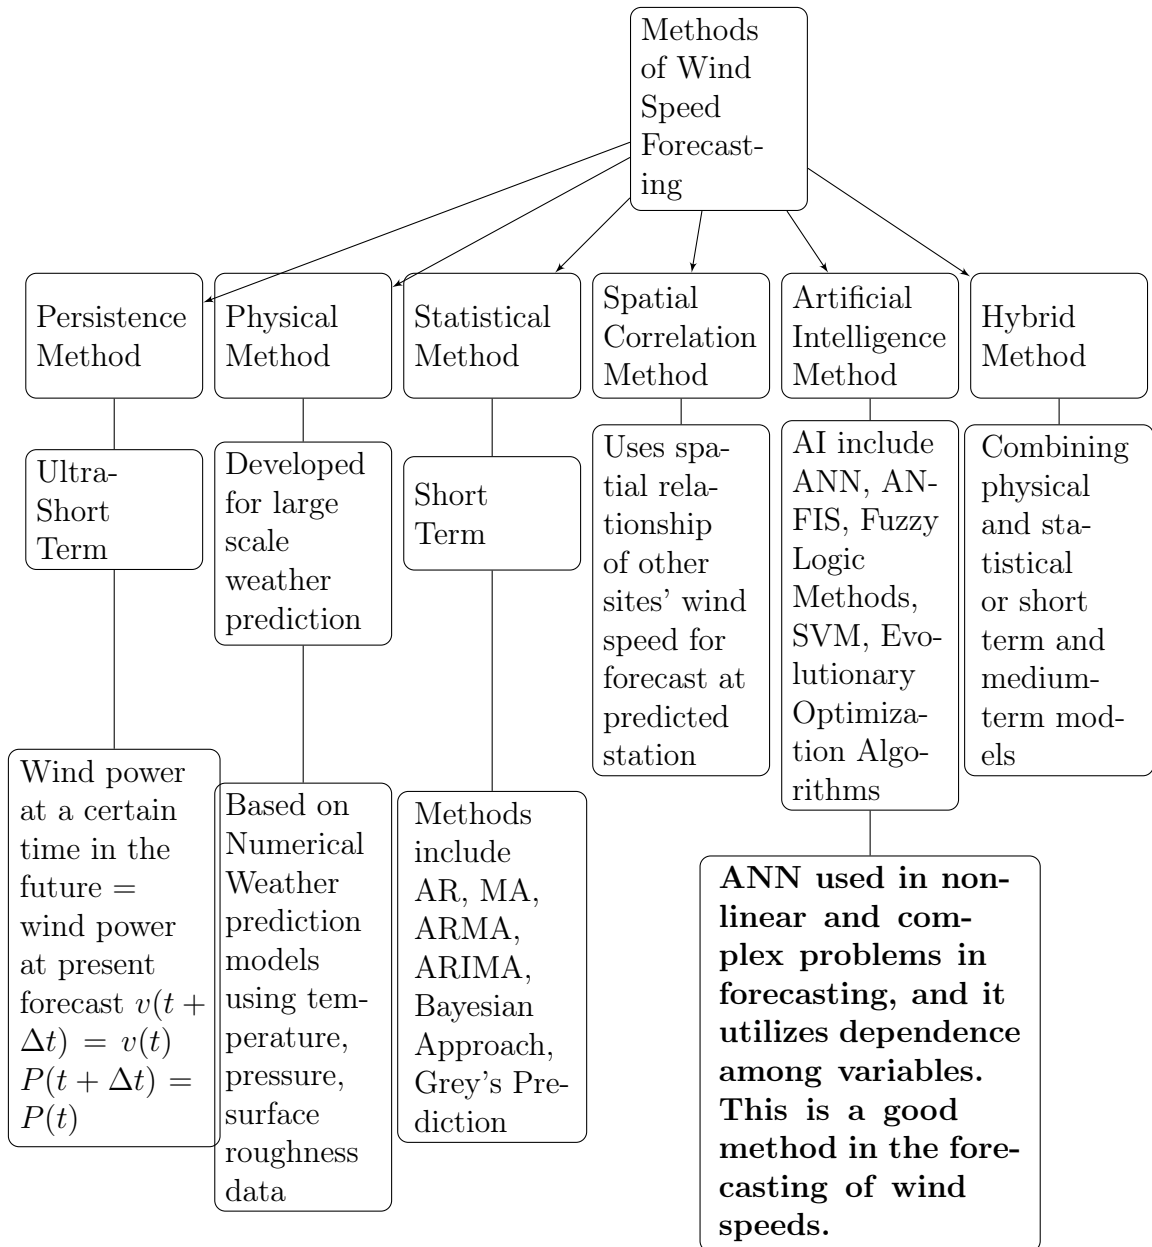 Methods
of Wind
Speed
Forecast-
ing
Persistence
Method
Physical
Method
Statistical
Method
Spatial
Correlation
Method
Artificial
Intelligence
Method
Hybrid
Method
Ultra-
Short
Term
Developed
for large
scale
weather
prediction
Short
Term
Uses spa-
tial rela-
tionship
of other
sites' wind
speed for
forecast at
predicted
station
AI include
ANN, AN-
FIS, Fuzzy
Logic
Methods,
SVM, Evo-
lutionary
Optimiza-
tion Algo-
rithms
Combining
physical
and sta-
tistical
or short
term and
medium-
term mod-
els
Wind power
at a certain
time in the
future =
wind power
at present
forecast v(t +
Δt) = v(t)
P(t + Δt) =
P(t)
Based on
Numerical
Weather
prediction
models
using tem-
perature,
pressure,
surface
roughness
data
Methods
include
AR, MA,
ARMA,
ARIMA,
Bayesian
Approach,
Grey's Pre-
diction
ANN used in non-
linear and com-
plex problems in
forecasting, and it
utilizes dependence
among variables.
This is a good
method in the fore-
casting of wind
speeds.